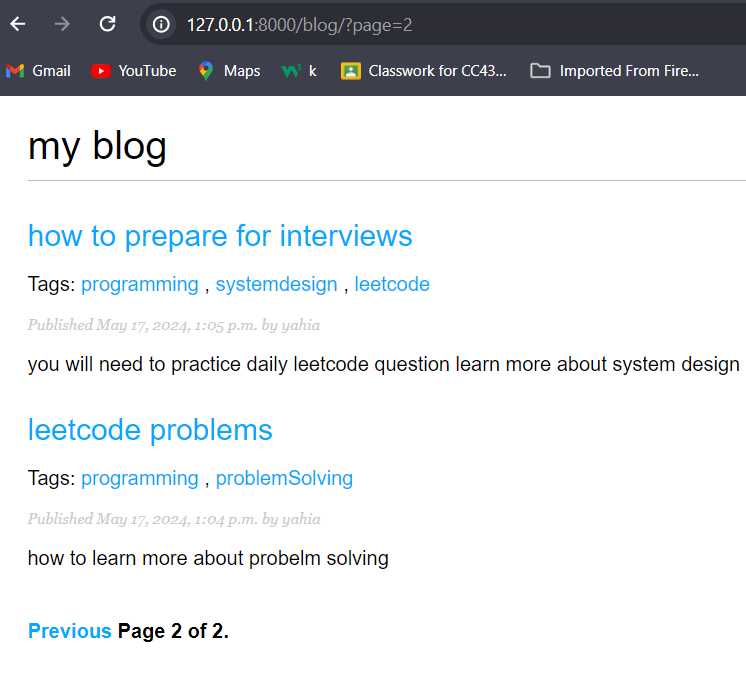 127.0.0.1:8000/blog/?page=2
Gmail YouTube Maps k Classwork for CC43... Imported From Fire...
my blog
how to prepare for interviews
Tags: programming , systemdesign , leetcode
Published May 17, 2024, 1:05 p.m. by yahia
you will need to practice daily leetcode question learn more about system design
leetcode problems
Tags: programming , problemSolving
Published May 17, 2024, 1:04 p.m. by yahia
how to learn more about probelm solving
Previous Page 2 of 2.